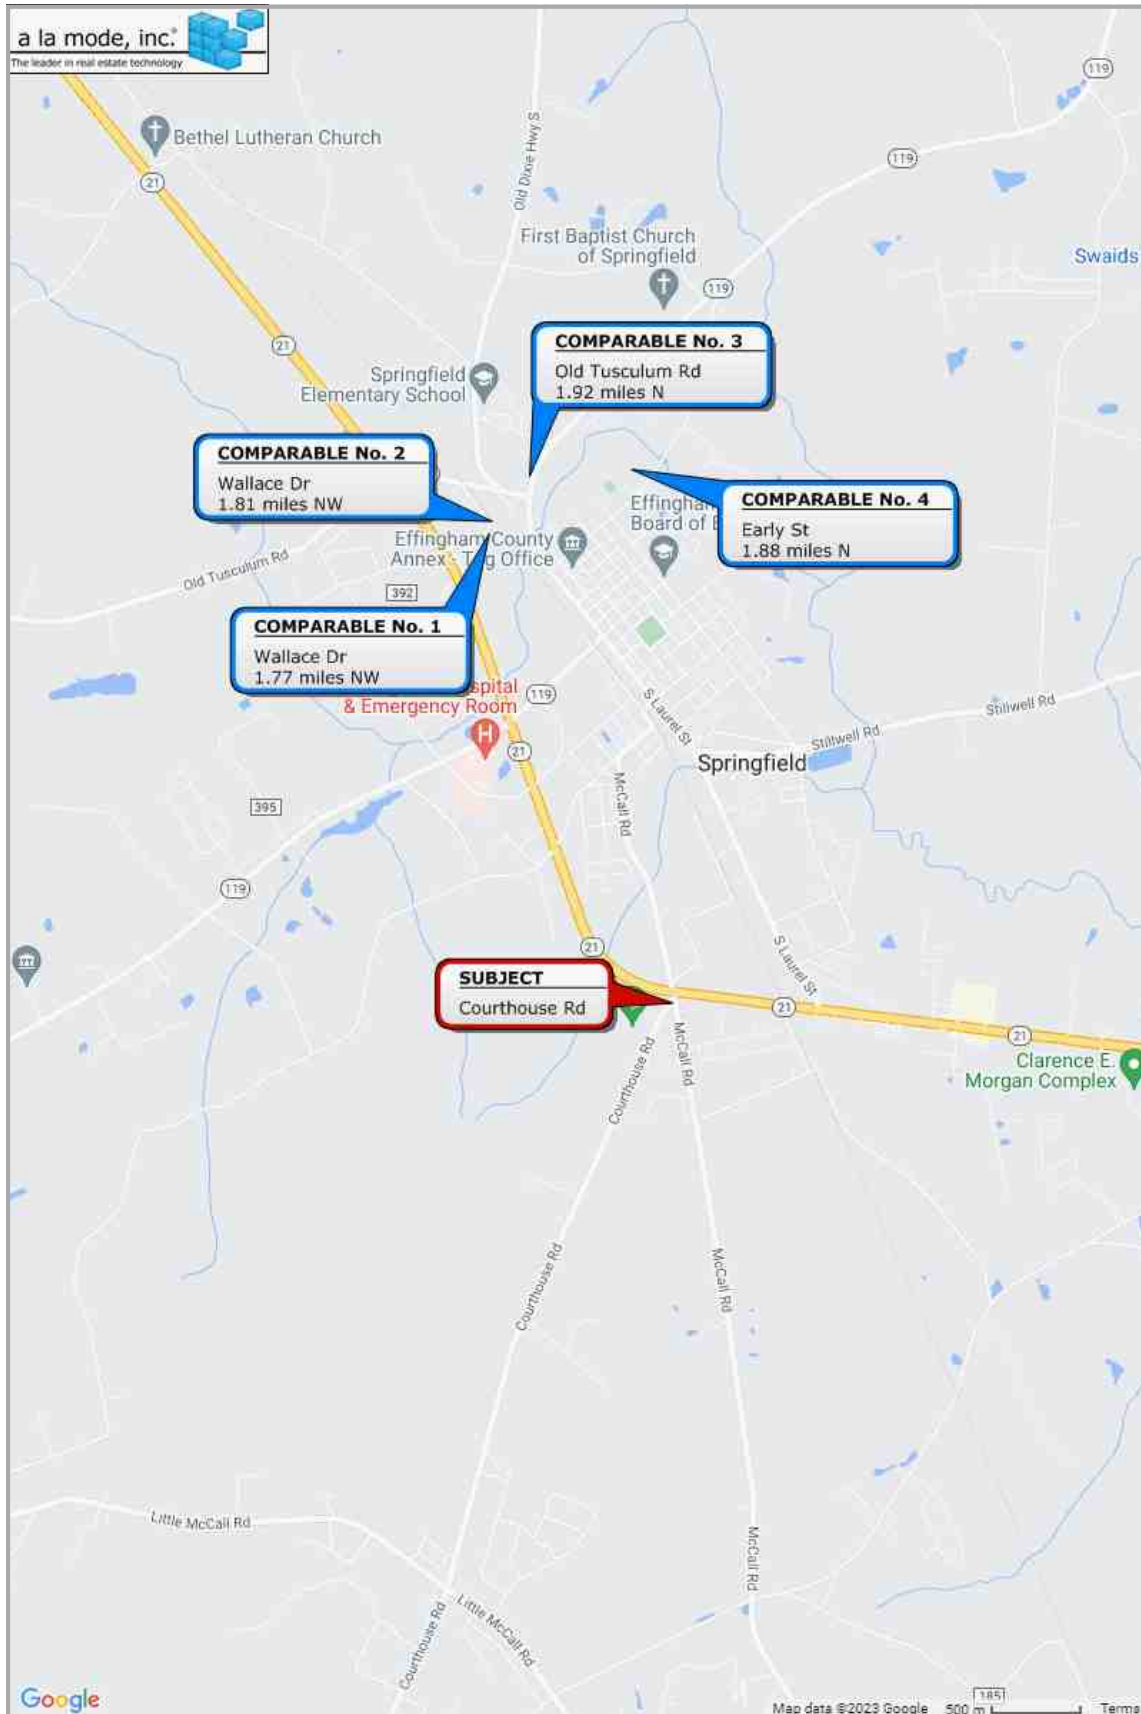 a la mode, inc.®
The leader in real estate technology
119
Bethel Lutheran Church
Old Dixie Hwy S
119
21
First Baptist Church
of Springfield
Swaids
119
21
COMPARABLE No. 3
Old Tusculum Rd
1.92 miles N
Springfield
Elementary School
COMPARABLE No. 2
Wallace Dr
1.81 miles NW
COMPARABLE No. 4
Early St
1.88 miles N
Board of
Effingham County
Annex - Tag Office
Old Tusculum Rd
392
COMPARABLE No. 1
Wallace Dr
1.77 miles NW
& Emergency Room
H
119
S Laurel St
Stillwell Rd
Stillwell Rd
21
Springfield
McCall Rd
395
119
21
S Laurel St
SUBJECT
Courthouse Rd
21
21
McCall Rd
Courthouse Rd
Clarence E.
Morgan Complex
Courthouse Rd
McCall Rd
Little McCall Rd
McCall Rd
Courthouse Rd
Little McCall Rd
185
Google
Map data ©2023 Google 500 m Terms